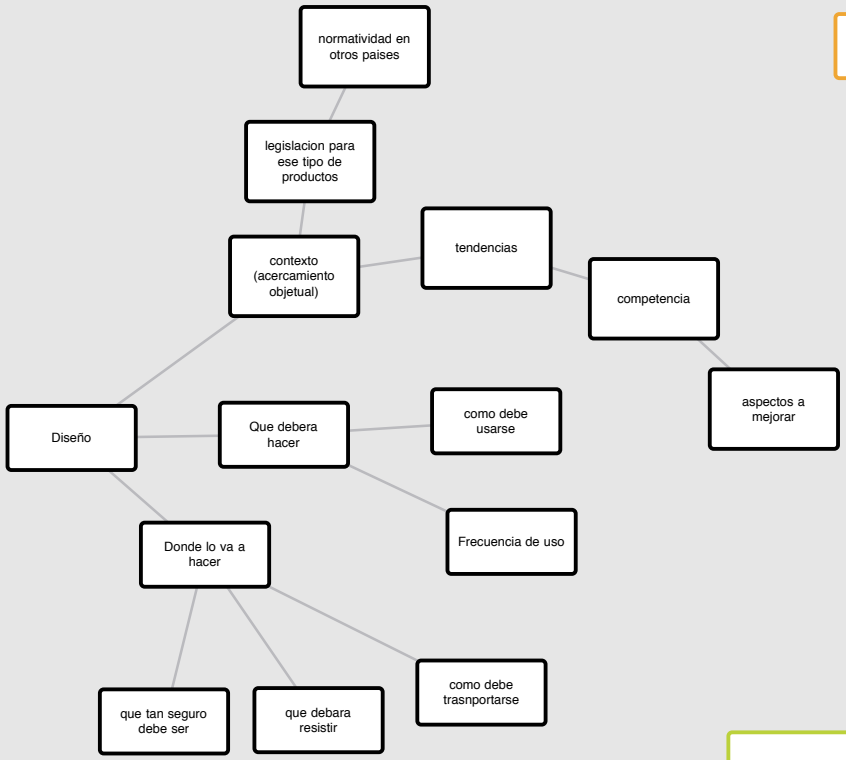 normatividad en
otros paises
legislacion para
ese tipo de
productos
contexto
(acercamiento
objetual)
tendencias
competencia
aspectos a
mejorar
Diseño
Que debera
hacer
como debe
usarse
Frecuencia de uso
Donde lo va a
hacer
que tan seguro
debe ser
que debara
resistir
como debe
trasnportarse